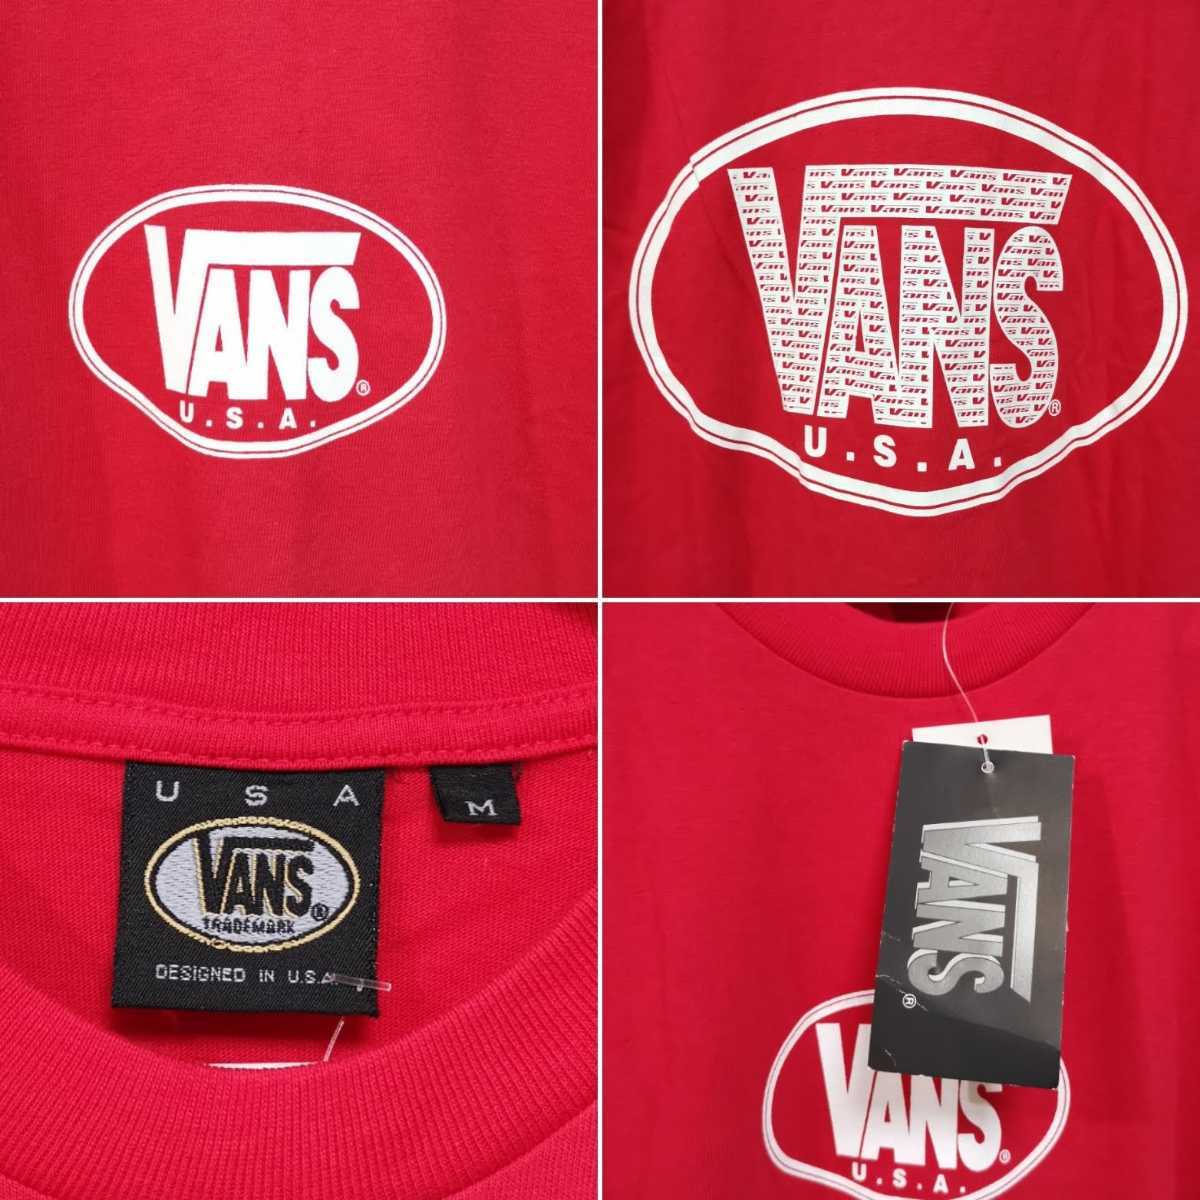 VANS®
U.S.A.
VANS®
U.S.A.
U S A
VANS®
TRADEMARK
DESIGNED IN U.S.A.
M
VANS®
VANS®
U.S.A.